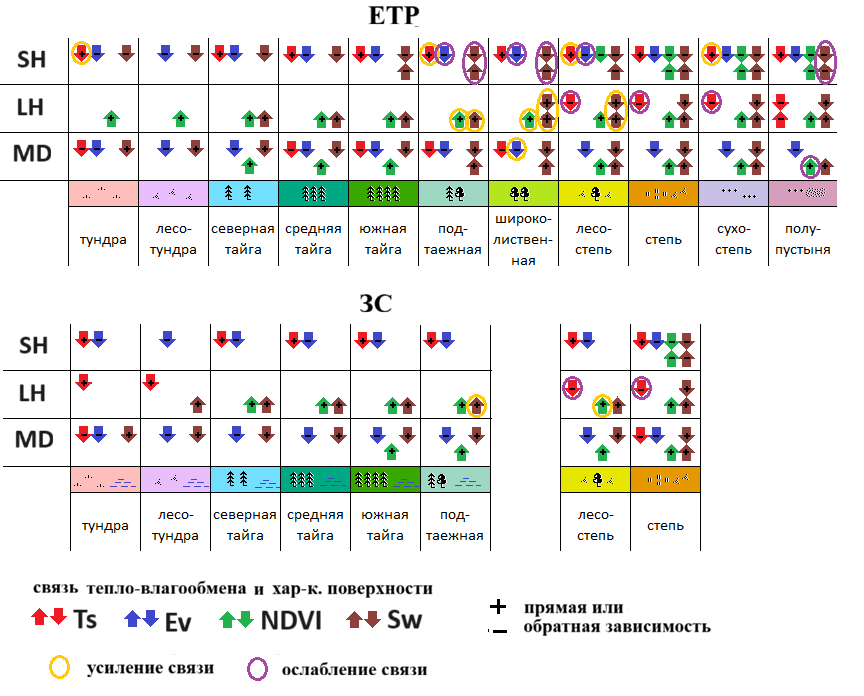 ЕТР
SH
LH
MD
тундра
лесо-
тундра
северная
тайга
средняя
тайга
южная
тайга
под-
таежная
широко-
лиственная-
ная
лесо-
степь
степь
сухо-
степь
полу-
пустыня
ЗС
SH
LH
MD
тундра
лесо-
тундра
северная
тайга
средняя
тайга
южная
тайга
под-
таежная
лесо-
степь
степь
связь тепло-влагообмена и хар-к. поверхности
Ts Ev NDVI Sw
+ прямая или
- обратная зависимость
усиление связи
ослабление связи